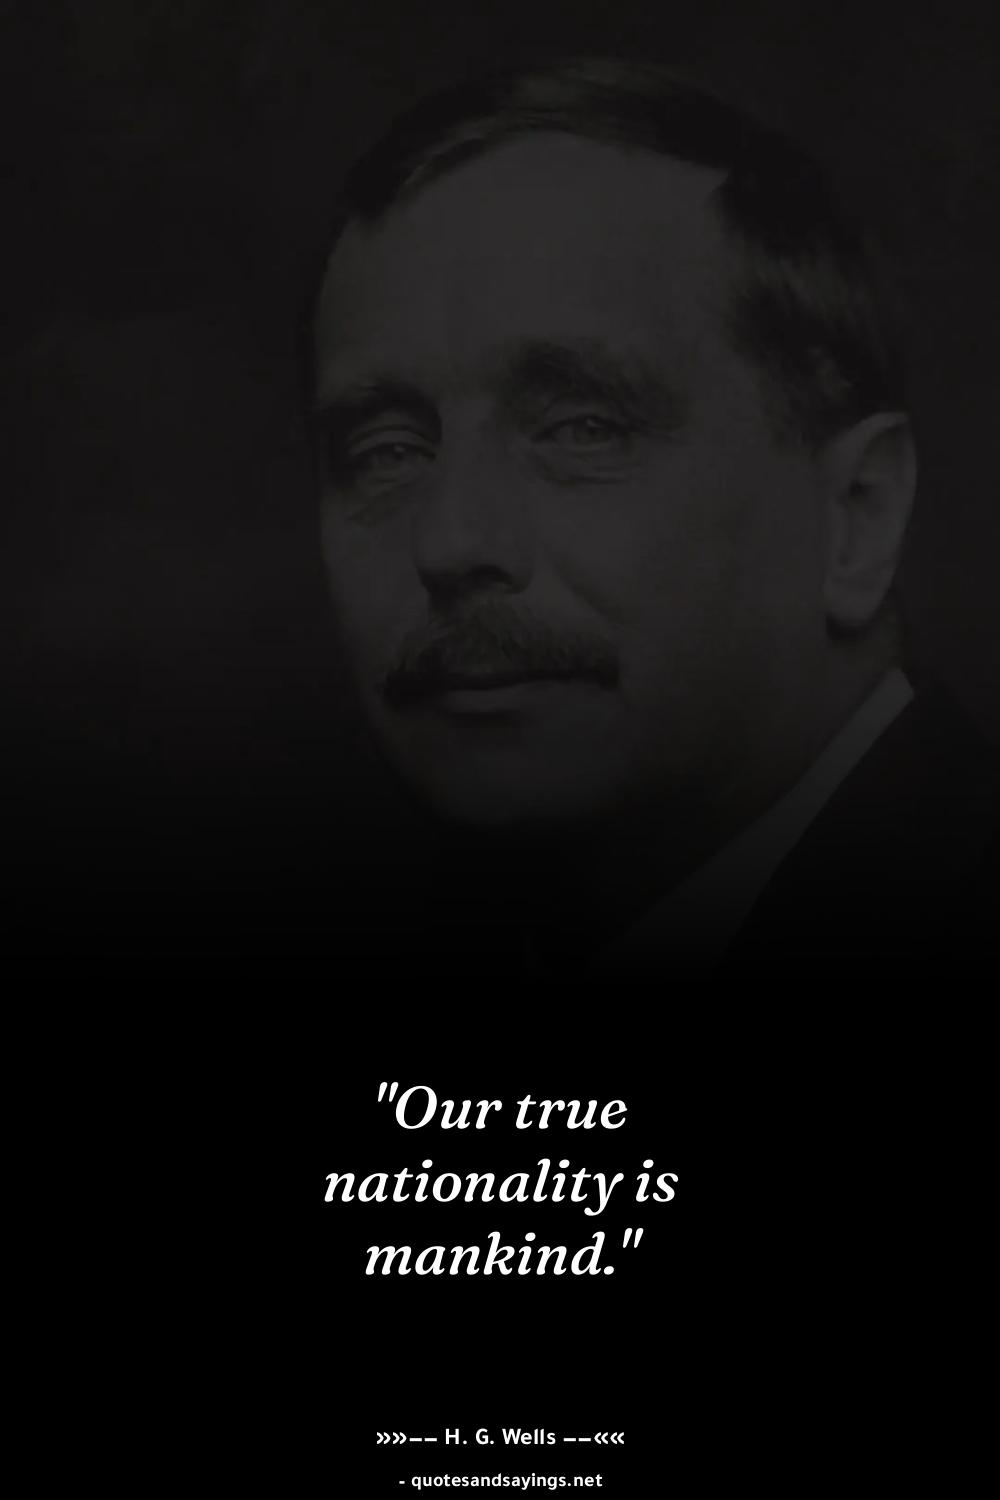 "Our true
nationality is
mankind."
»»−− H. G. Wells −−««
- quotesandsayings.net